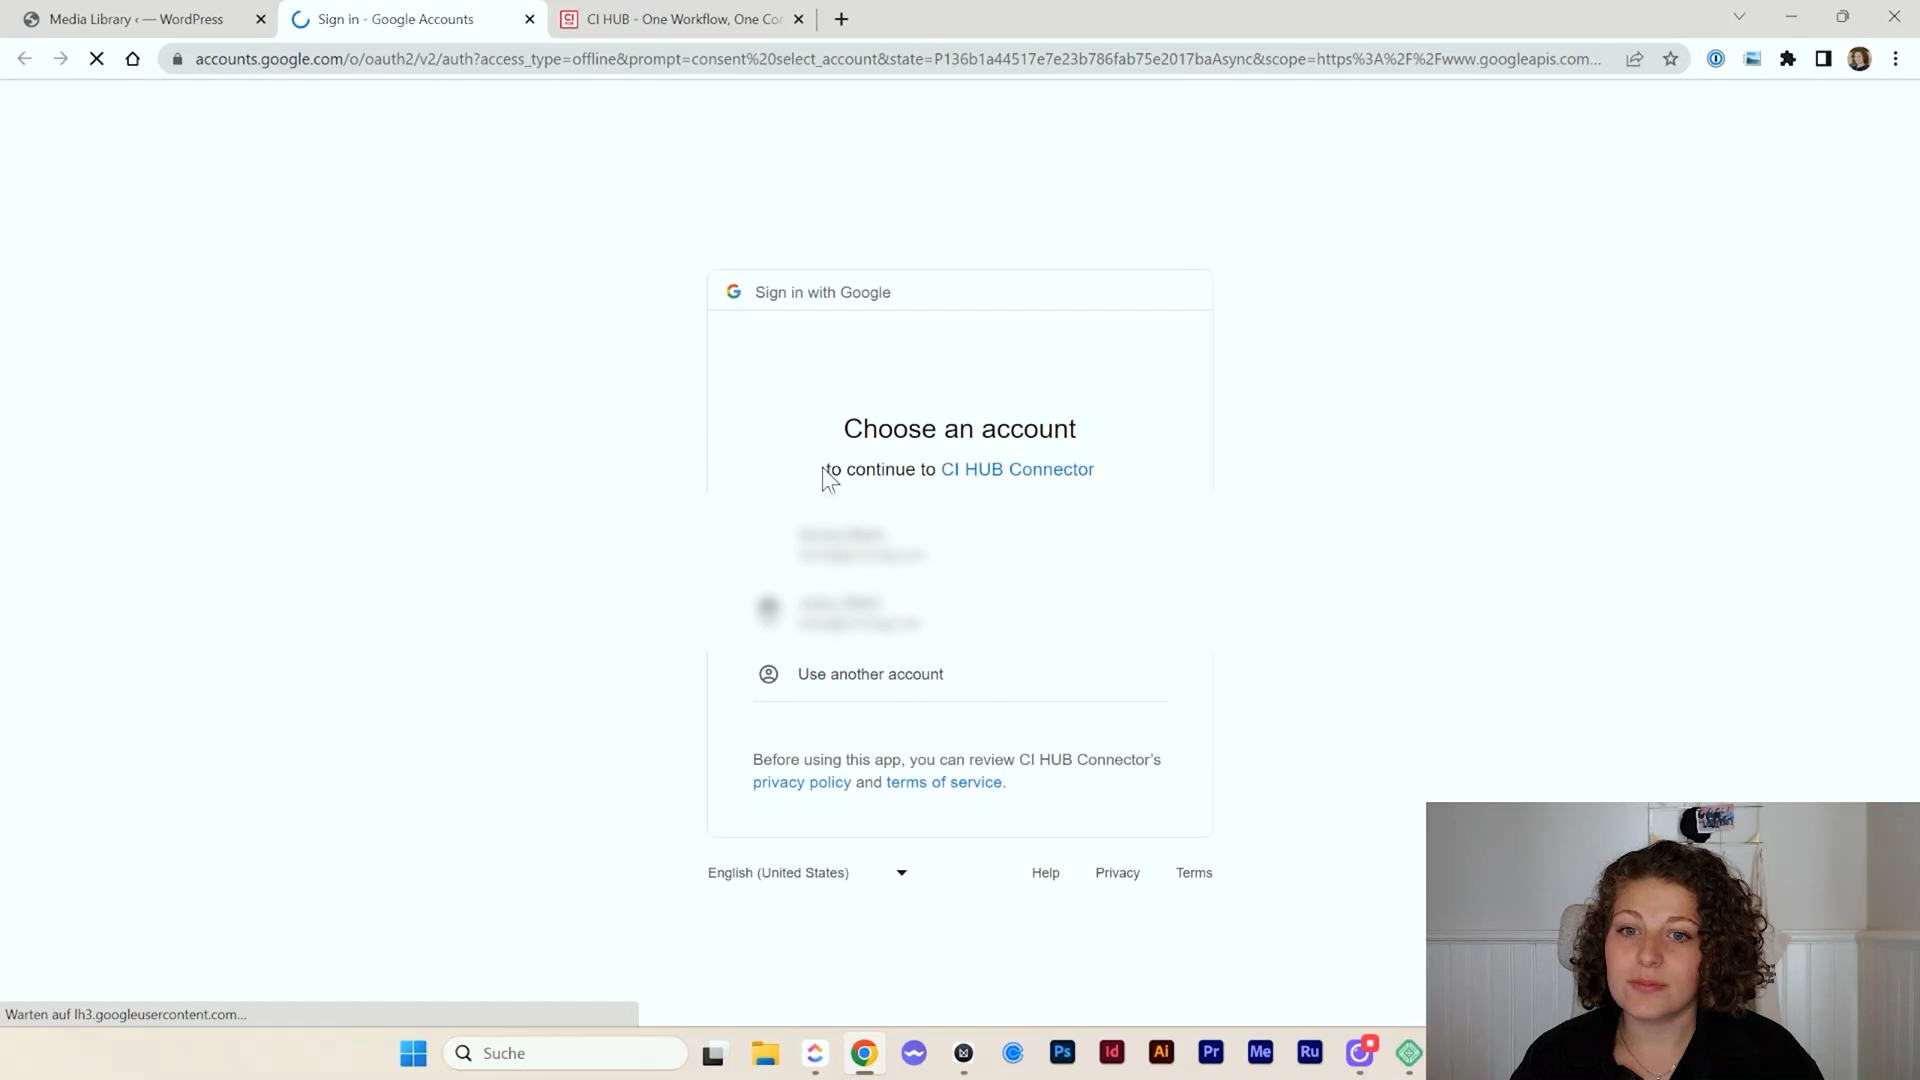 Media Library ‹ — WordPress
Sign in - Google Accounts
CI HUB - One Workflow, One Con
accounts.google.com/o/oauth2/v2/auth?access_type=offline&prompt=consent%20select_account&state=P136b1a44517e7e23b786fab75e2017baAsync&scope=https%3A%2F%2Fwww.googleapis.com...
Sign in with Google
Choose an account
to continue to CI HUB Connector
Use another account
Before using this app, you can review CI HUB Connector’s
privacy policy and terms of service.
English (United States)
Help
Privacy
Terms
Warten auf lh3.googleusercontent.com...
Suche
Ps
Id
Ai
Pr
Me
Ru